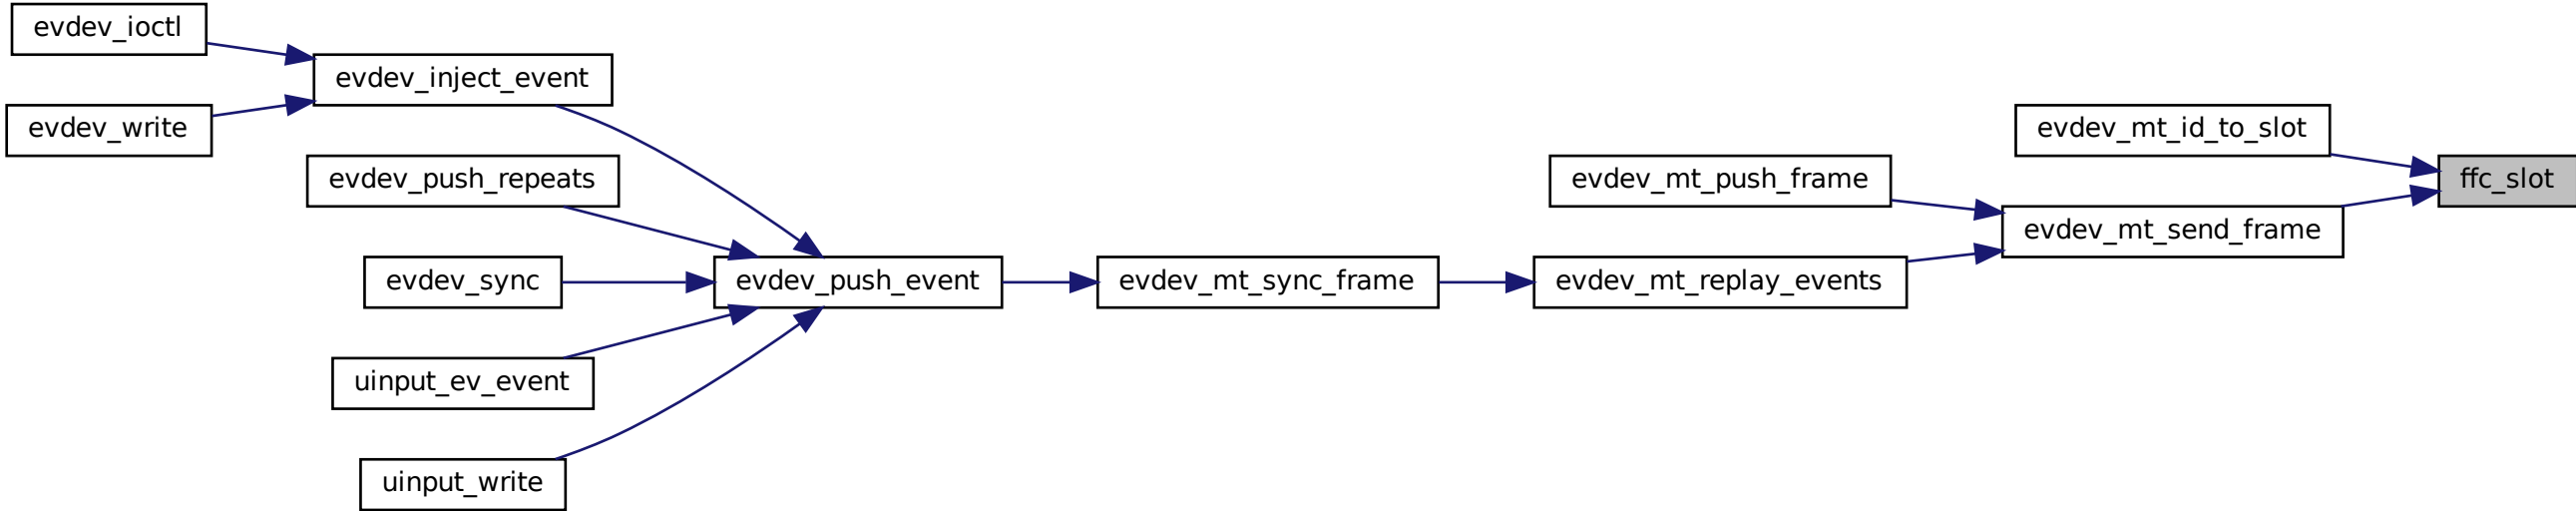 evdev_ioctl
evdev_write
evdev_inject_event
evdev_push_repeats
evdev_sync
uinput_ev_event
uinput_write
evdev_push_event
evdev_mt_sync_frame
evdev_mt_push_frame
evdev_mt_replay_events
evdev_mt_id_to_slot
evdev_mt_send_frame
ffc_slot